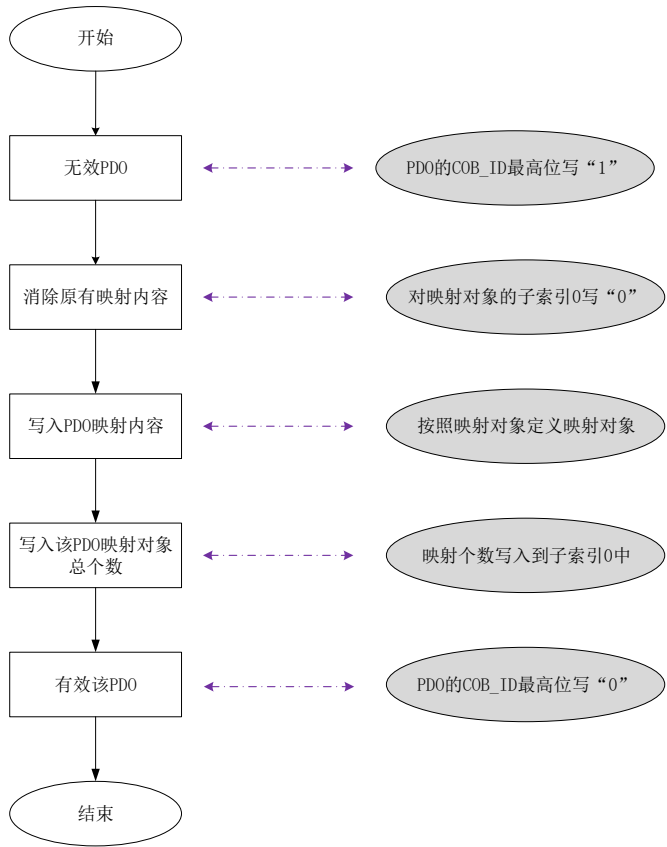 开始
无效PDO
PDO的COB_ID最高位写“1”
消除原有映射内容
对映射对象的子索引0写“0”
写入PDO映射内容
按照映射对象定义映射对象
写入该PDO映射对象
总个数
映射个数写入到子索引0中
有效该PDO
PDO的COB_ID最高位写“0”
结束